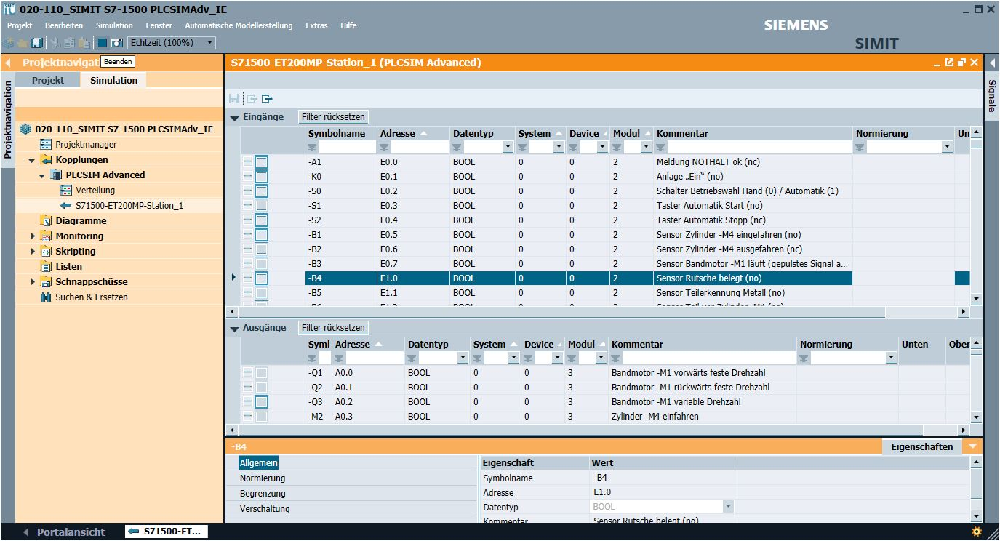 020-110_SIMIT S7-1500 PLCSIMAdv_IE
Projekt Bearbeiten Simulation Fenster Automatische Modellerstellung Extras Hilfe
SIEMENS
SIMIT
Echtzeit (100%)
Projektnavigati
Beenden
Projekt Simulation
Projektnavigation
020-110_SIMIT S7-1500 PLCSIMAdv_IE
Projektmanager
Kopplungen
PLCSIM Advanced
Verteilung
S71500-ET200MP-Station_1
Diagramme
Monitoring
Skripting
Listen
Schnappschüsse
Suchen & Ersetzen
S71500-ET200MP-Station_1 (PLCSIM Advanced)
Signale
Eingänge Filter rücksetzen
Symbolname Adresse Datentyp System Device Modul Kommentar Normierung Un
-A1 E0.0 BOOL 0 0 2 Meldung NOTHALT ok (nc)
-K0 E0.1 BOOL 0 0 2 Anlage „Ein“ (no)
-S0 E0.2 BOOL 0 0 2 Schalter Betriebswahl Hand (0) / Automatik (1)
-S1 E0.3 BOOL 0 0 2 Taster Automatik Start (no)
-S2 E0.4 BOOL 0 0 2 Taster Automatik Stopp (nc)
-B1 E0.5 BOOL 0 0 2 Sensor Zylinder -M4 eingefahren (no)
-B2 E0.6 BOOL 0 0 2 Sensor Zylinder -M4 ausgefahren (nc)
-B3 E0.7 BOOL 0 0 2 Sensor Bandmotor -M1 läuft (gepulstes Signal a...
-B4 E1.0 BOOL 0 0 2 Sensor Rutsche belegt (no)
-B5 E1.1 BOOL 0 0 2 Sensor Teilerkennung Metall (no)
Ausgänge Filter rücksetzen
Symbl Adresse Datentyp System Device Modul Kommentar Normierung Unten Ober
-Q1 A0.0 BOOL 0 0 3 Bandmotor -M1 vorwärts feste Drehzahl
-Q2 A0.1 BOOL 0 0 3 Bandmotor -M1 rückwärts feste Drehzahl
-Q3 A0.2 BOOL 0 0 3 Bandmotor -M1 variable Drehzahl
-M2 A0.3 BOOL 0 0 3 Zylinder -M4 einfahren
-B4 Eigenschaften
Allgemein
Normierung
Begrenzung
Verschaltung
Eigenschaft Wert
Symbolname -B4
Adresse E1.0
Datentyp BOOL
Kommentar Sensor Rutsche belegt (no)
Portalansicht S71500-ET...